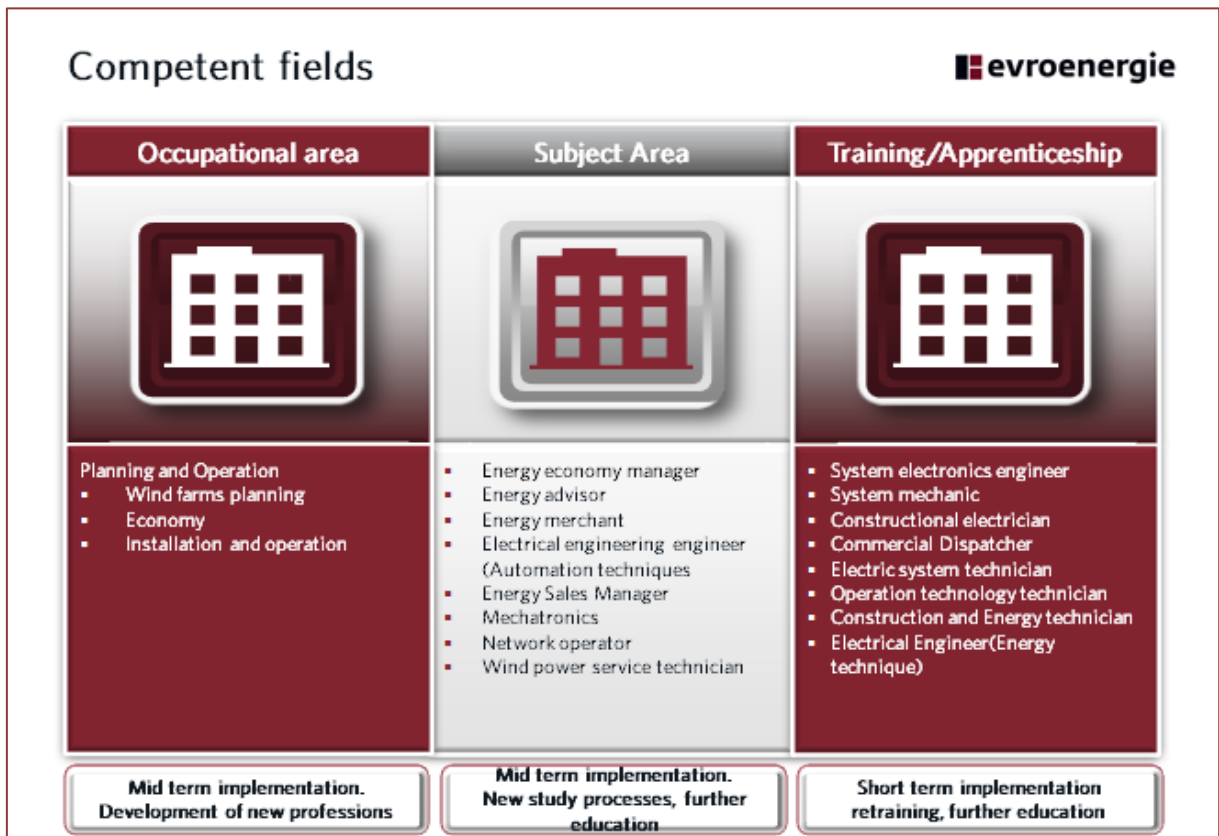 Competent fields
evroenergie
Occupational area
Subject Area
Training/Apprenticeship
Planning and Operation
▪ Wind farms planning
▪ Economy
▪ Installation and operation
▪ Energy economy manager
▪ Energy advisor
▪ Energy merchant
▪ Electrical engineering engineer
(Automation techniques
▪ Energy Sales Manager
▪ Mechatronics
▪ Network operator
▪ Wind power service technician
▪ System electronics engineer
▪ System mechanic
▪ Constructional electrician
▪ Commercial Dispatcher
▪ Electric system technician
▪ Operation technology technician
▪ Construction and Energy technician
▪ Electrical Engineer(Energy
technique)
Mid term implementation.
Development of new professions
Mid term implementation.
New study processes, further
education
Short term implementation
retraining, further education